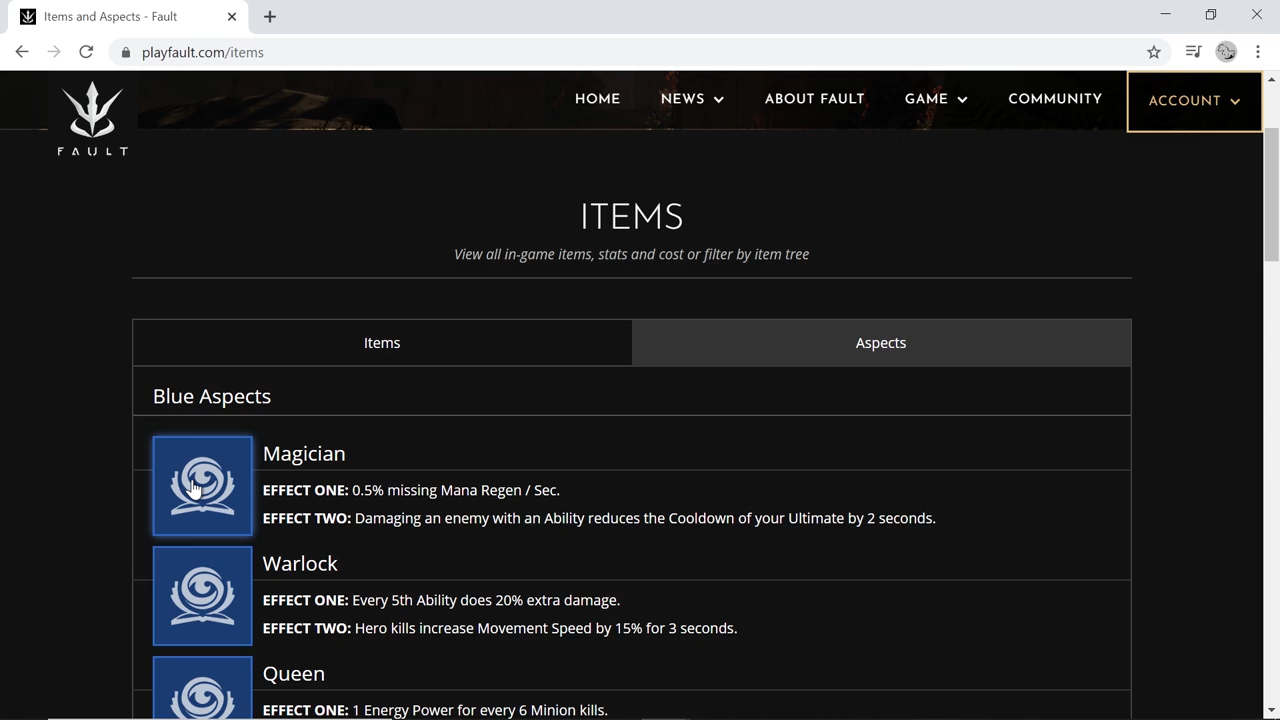 Items and Aspects - Fault
playfault.com/items
FAULT
HOME
NEWS
ABOUT FAULT
GAME
COMMUNITY
ACCOUNT
ITEMS
View all in-game items, stats and cost or filter by item tree
Items
Aspects
Blue Aspects
Magician
EFFECT ONE: 0.5% missing Mana Regen / Sec.
EFFECT TWO: Damaging an enemy with an Ability reduces the Cooldown of your Ultimate by 2 seconds.
Warlock
EFFECT ONE: Every 5th Ability does 20% extra damage.
EFFECT TWO: Hero kills increase Movement Speed by 15% for 3 seconds.
Queen
EFFECT ONE: 1 Energy Power for every 6 Minion kills.